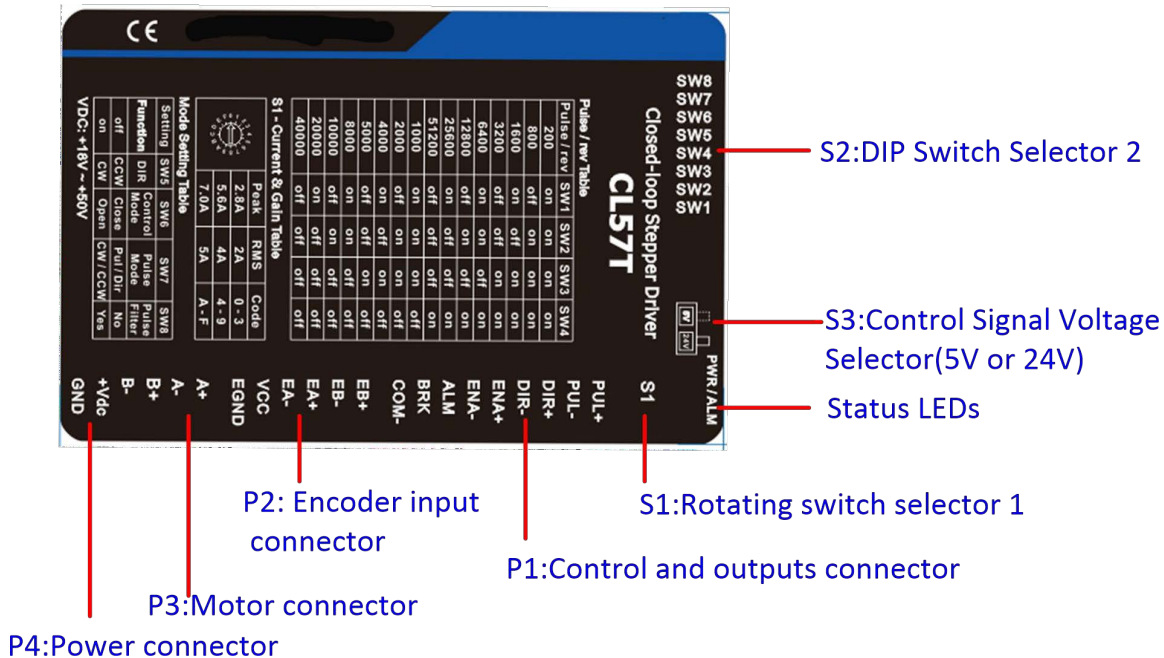 CE
SW8
SW7
SW6
SW5
SW4
SW3
SW2
SW1
Closed-loop Stepper Driver
CL57T
Pulse / rev Table
Pulse / rev SW1 SW2 SW3 SW4
200 on on on on
800 off on on on
1600 on off on on
3200 off off on on
6400 on on off on
12800 off on off on
25600 on off off on
51200 off off off on
1000 on on on off
2000 off on on off
4000 on off on off
5000 off off on off
8000 on on off off
10000 off on off off
20000 on off off off
40000 off off off off
S1 - Current & Gain Table
Peak RMS Code
2.8A 2A 0 - 3
5.6A 4A 4 - 9
7.0A 5A A - F
Mode Setting Table
Setting SW5 SW6 SW7 SW8
Function DIR Control Mode Pulse Mode Pulse Filter
off CCW Close Pul / Dir No
on CW Open CW / CCW Yes
VDC: +18V ~ +50V
5V 24V
PWR / ALM
S1
PUL+
PUL-
DIR+
DIR-
ENA+
ENA-
ALM
BRK
COM-
EB+
EB-
EA+
EA-
VCC
EGND
A+
A-
B+
B-
+Vdc
GND
S2:DIP Switch Selector 2
S3:Control Signal Voltage
Selector(5V or 24V)
Status LEDs
S1:Rotating switch selector 1
P1:Control and outputs connector
P2: Encoder input
connector
P3:Motor connector
P4:Power connector